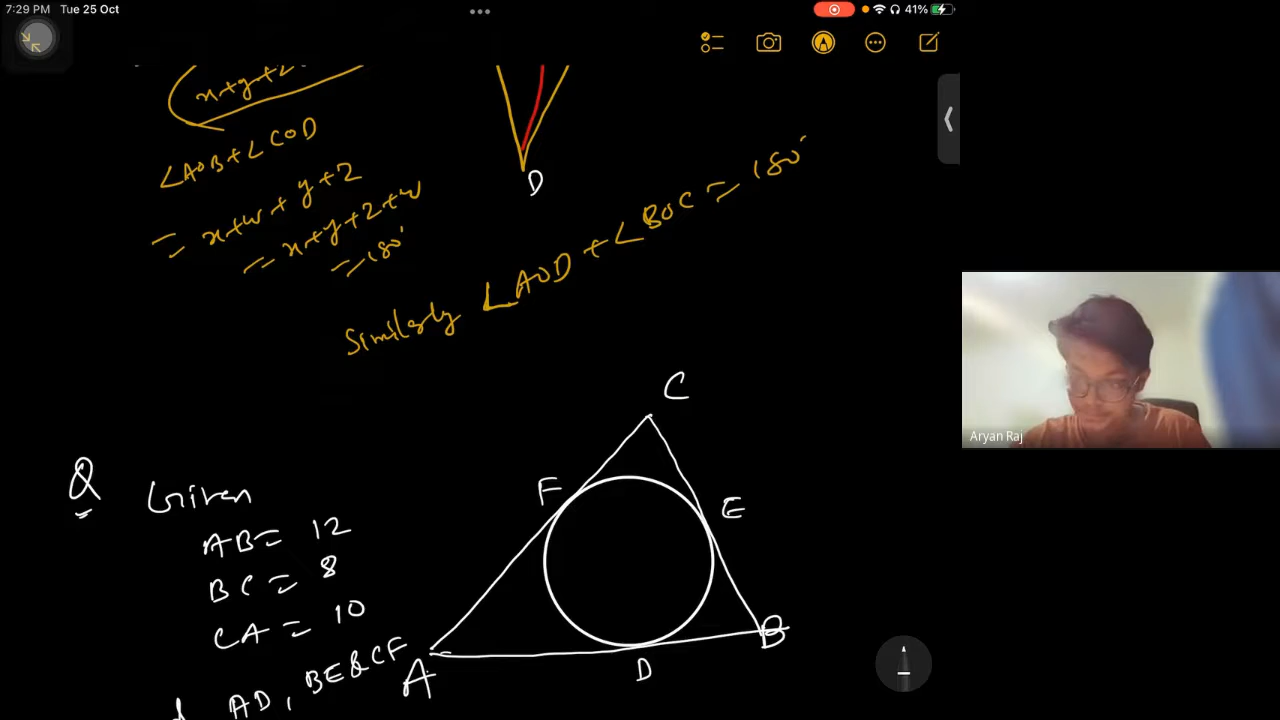 7:29 PM Tue 25 Oct
41%
x+y+z
∠AOB+∠COD
= x+w+y+z
= x+y+z+w
=180°
D
Similarly ∠AOD+∠BOC=180°
C
F
E
Q Given
AB= 12
BC= 8
CA= 10
AD, BE&CF
A
D
B
Aryan Raj